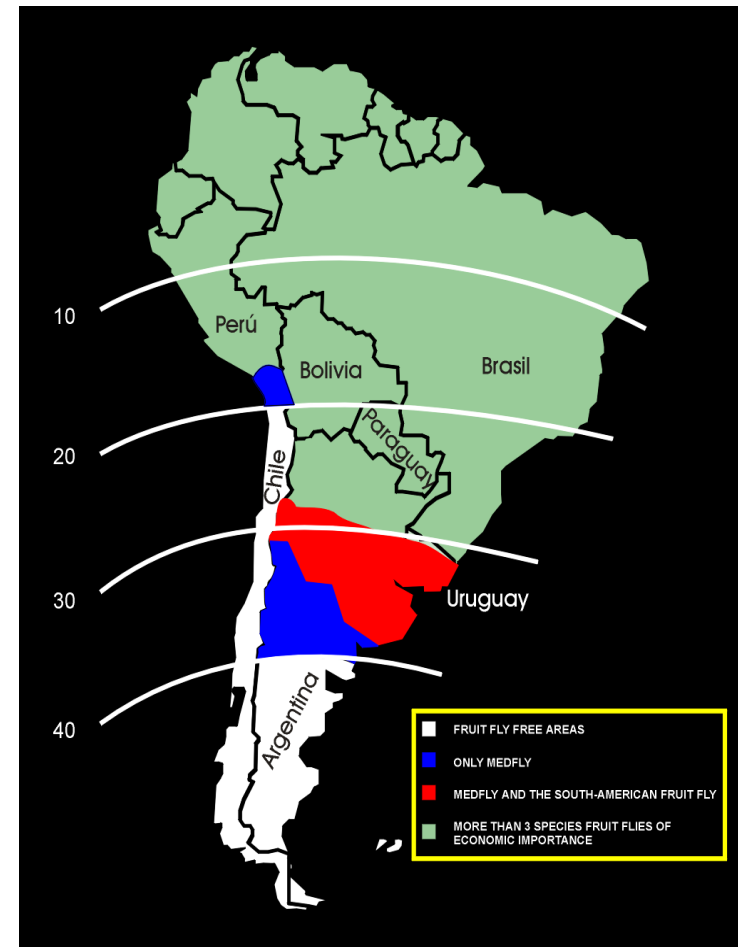 10
Perú
Bolivia
Brasil
20
Paraguay
Chile
30
Uruguay
40
Argentina
FRUIT FLY FREE AREAS
ONLY MEDFLY
MEDFLY AND THE SOUTH-AMERICAN FRUIT FLY
MORE THAN 3 SPECIES FRUIT FLIES OF
ECONOMIC IMPORTANCE